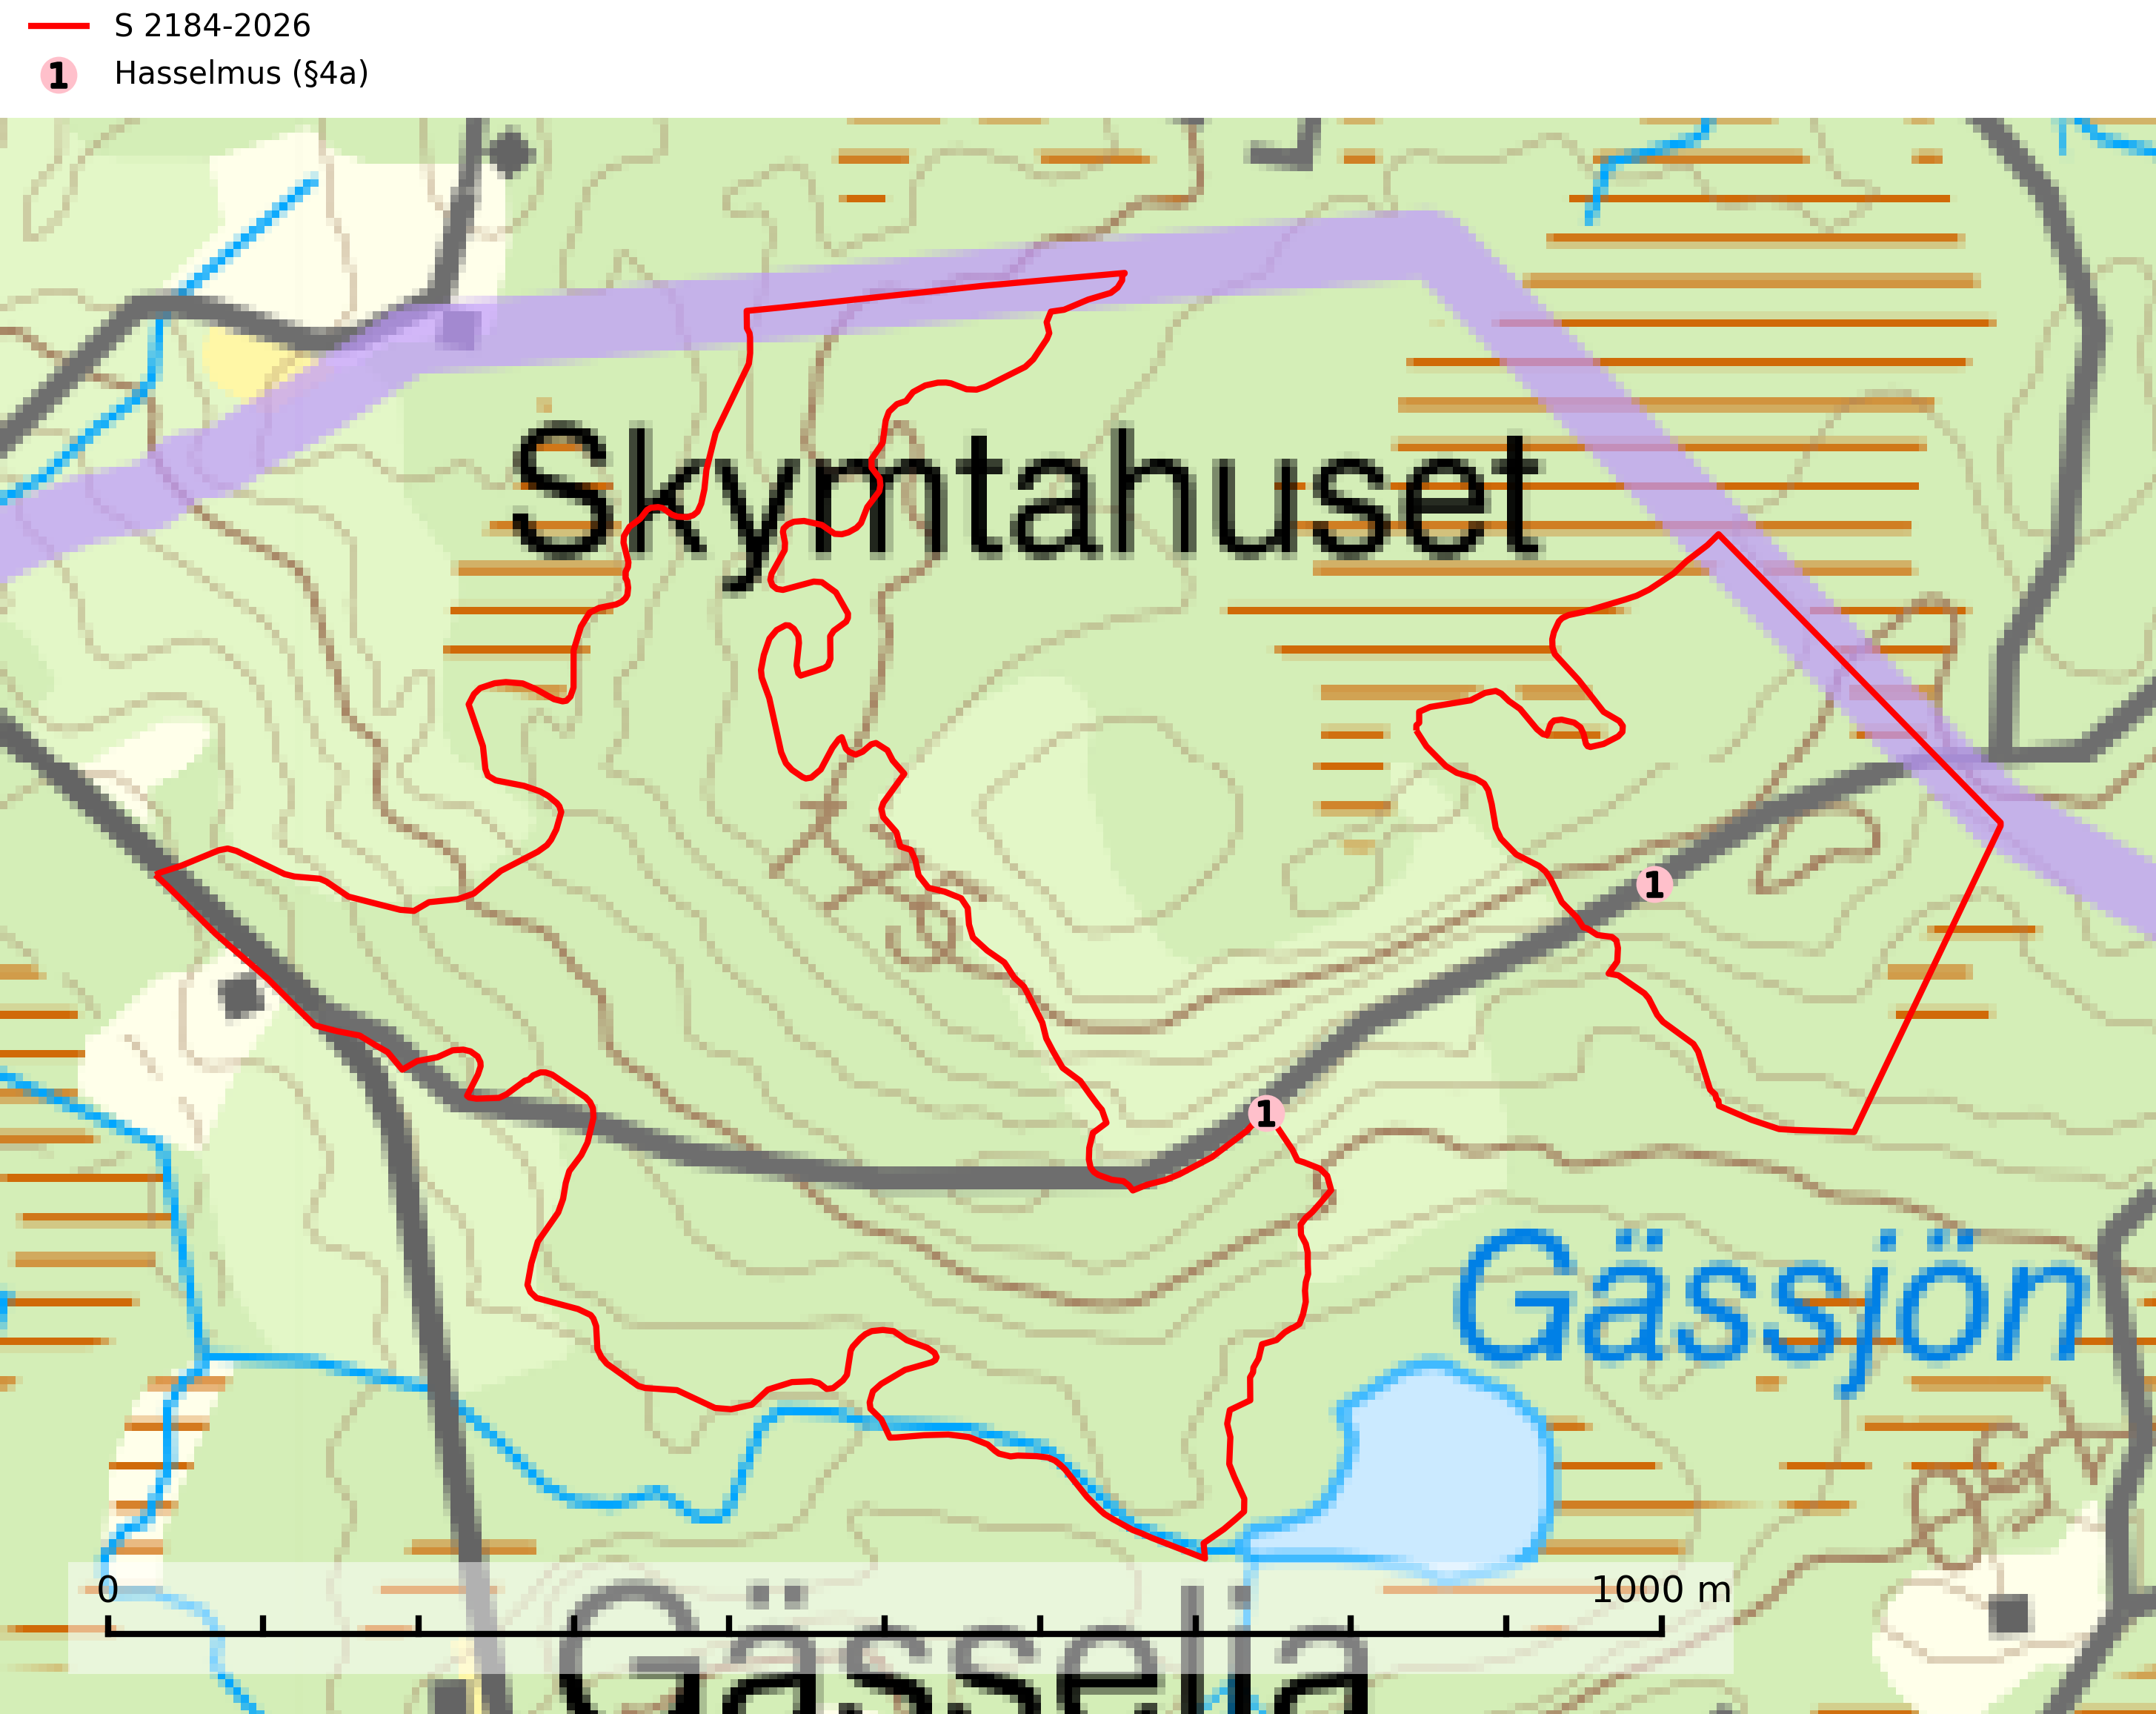 S 2184-2026
1 Hasselmus (§4a)
Skymtahuset
1
1
Gässjön
0 1000 m
Gässelia